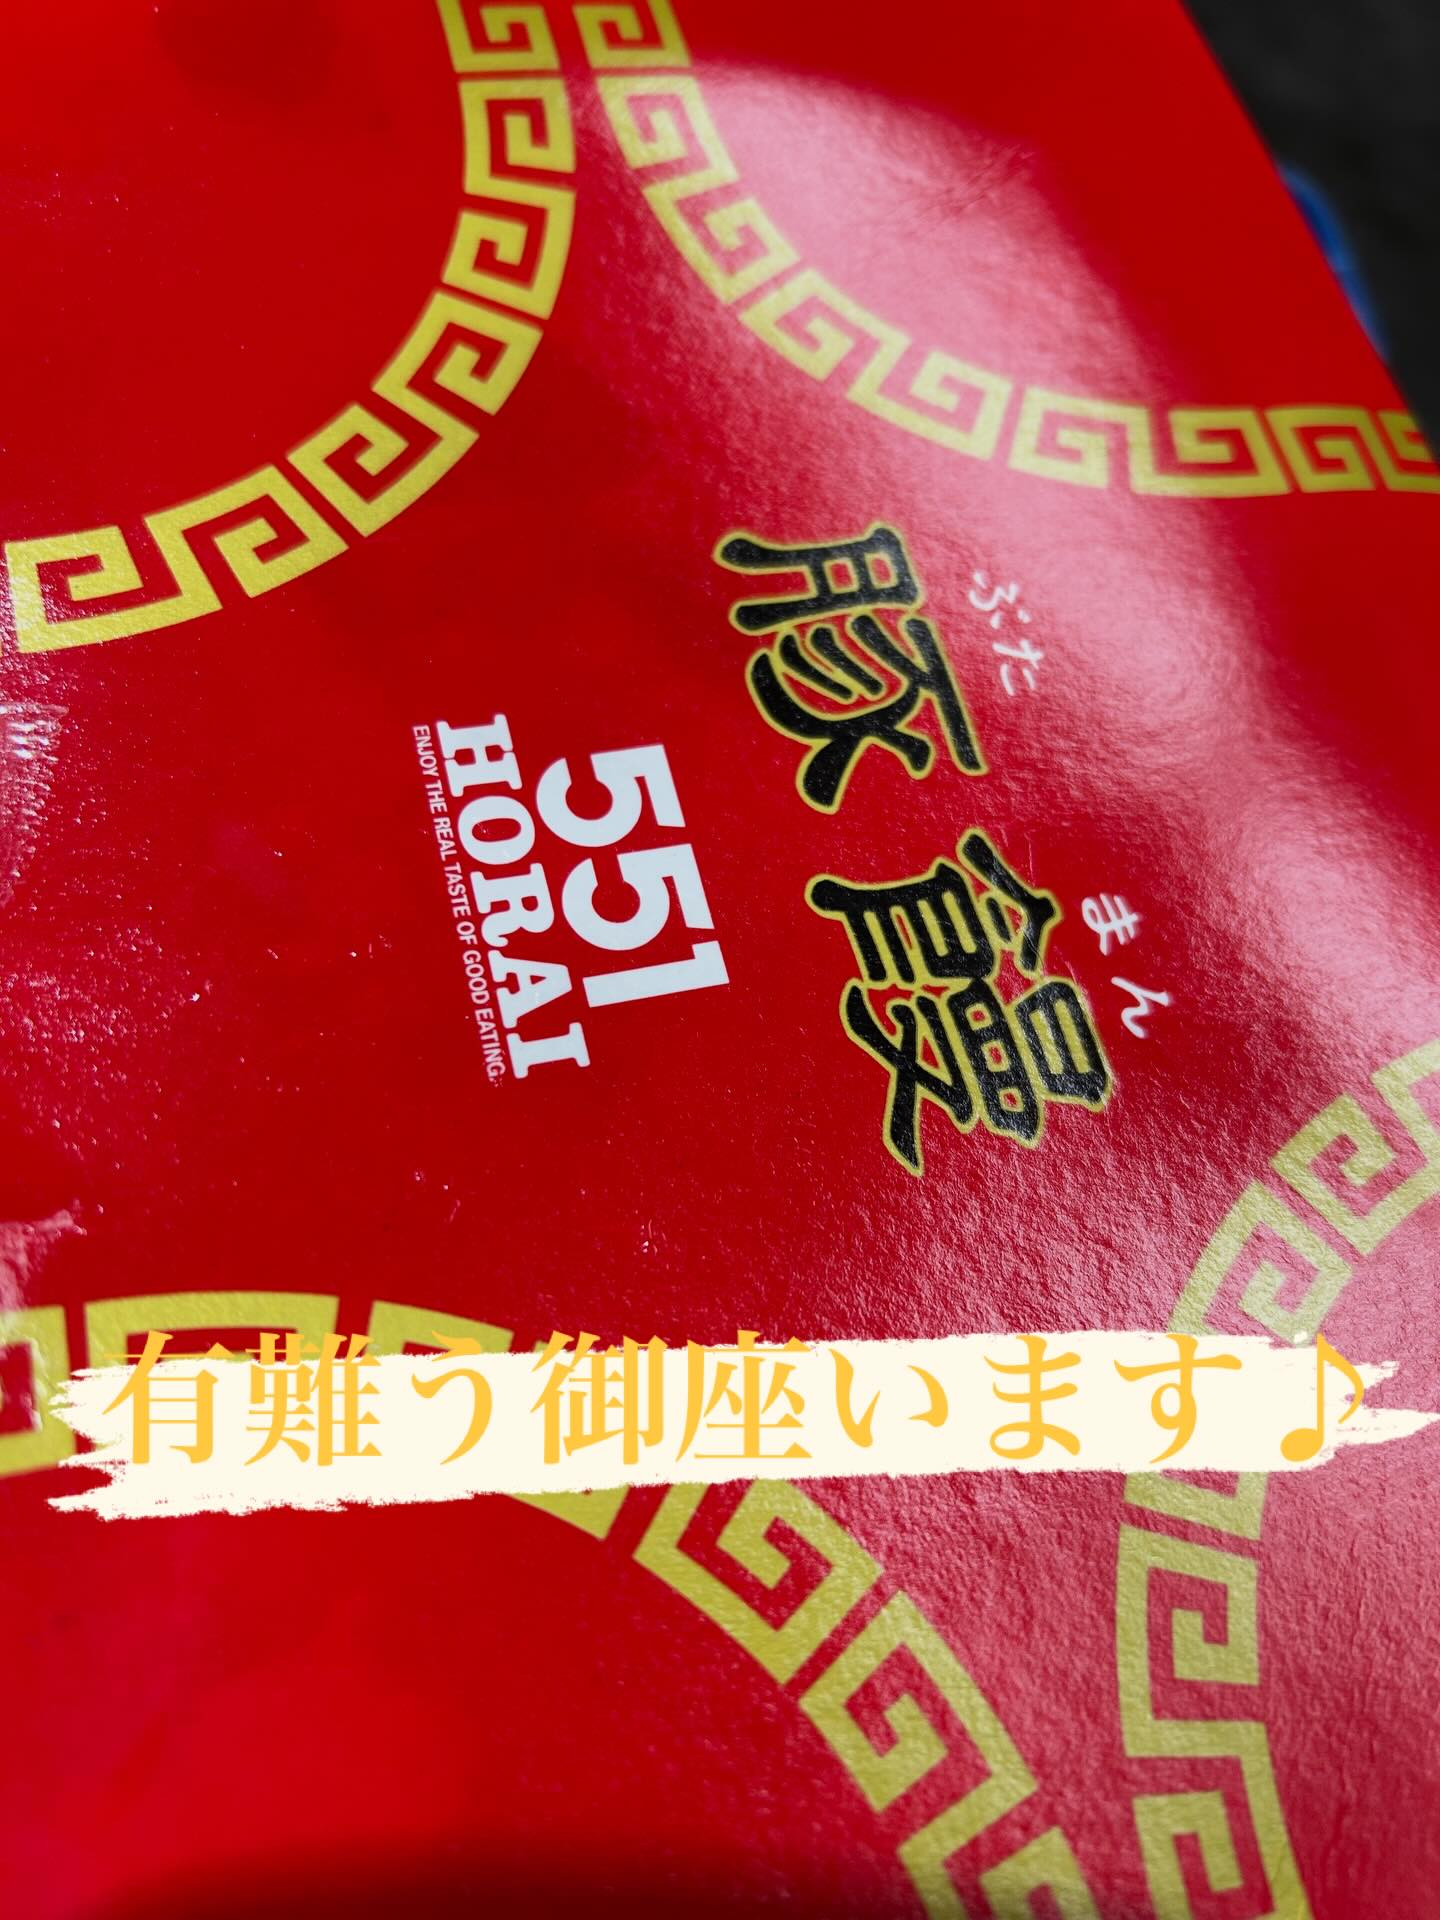 ぶた まん
豚饅
551
HORAI
ENJOY THE REAL TASTE OF GOOD EATING.
有難う御座います♪